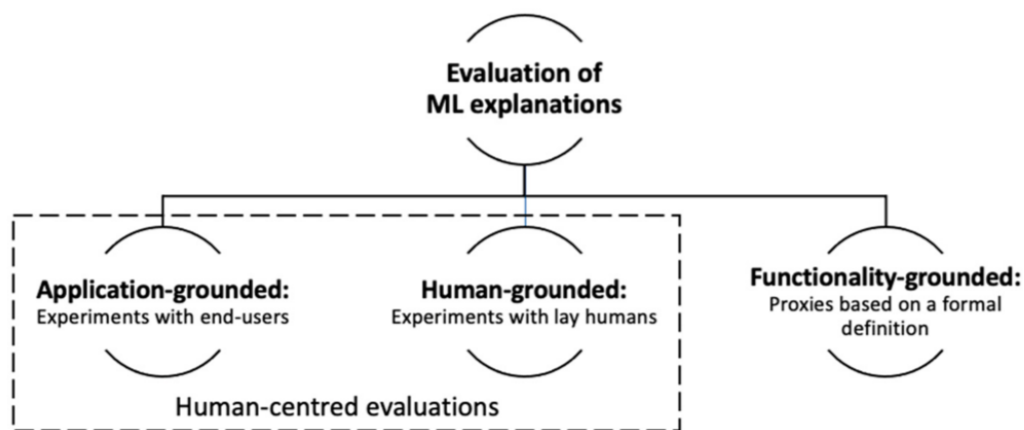 Evaluation of
ML explanations
Application-grounded:
Experiments with end-users
Human-grounded:
Experiments with lay humans
Functionality-grounded:
Proxies based on a formal
definition
Human-centred evaluations